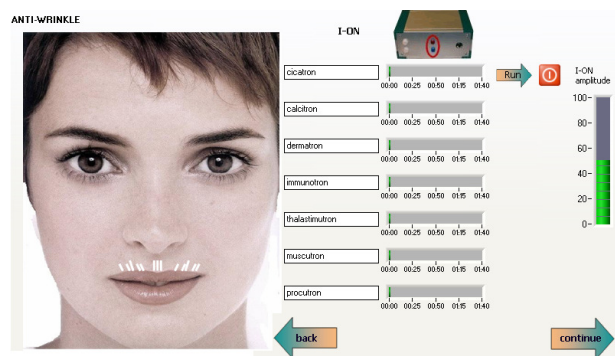 ANTI-WRINKLE
I-ON
cicatron
00:00 00:25 00:50 01:15 01:40
Run
I-ON
amplitude
100-
80-
60-
40-
20-
0-
calcitron
00:00 00:25 00:50 01:15 01:40
dermatron
00:00 00:25 00:50 01:15 01:40
immunotron
00:00 00:25 00:50 01:15 01:40
thalastimutron
00:00 00:25 00:50 01:15 01:40
muscutron
00:00 00:25 00:50 01:15 01:40
procutron
00:00 00:25 00:50 01:15 01:40
back
continue